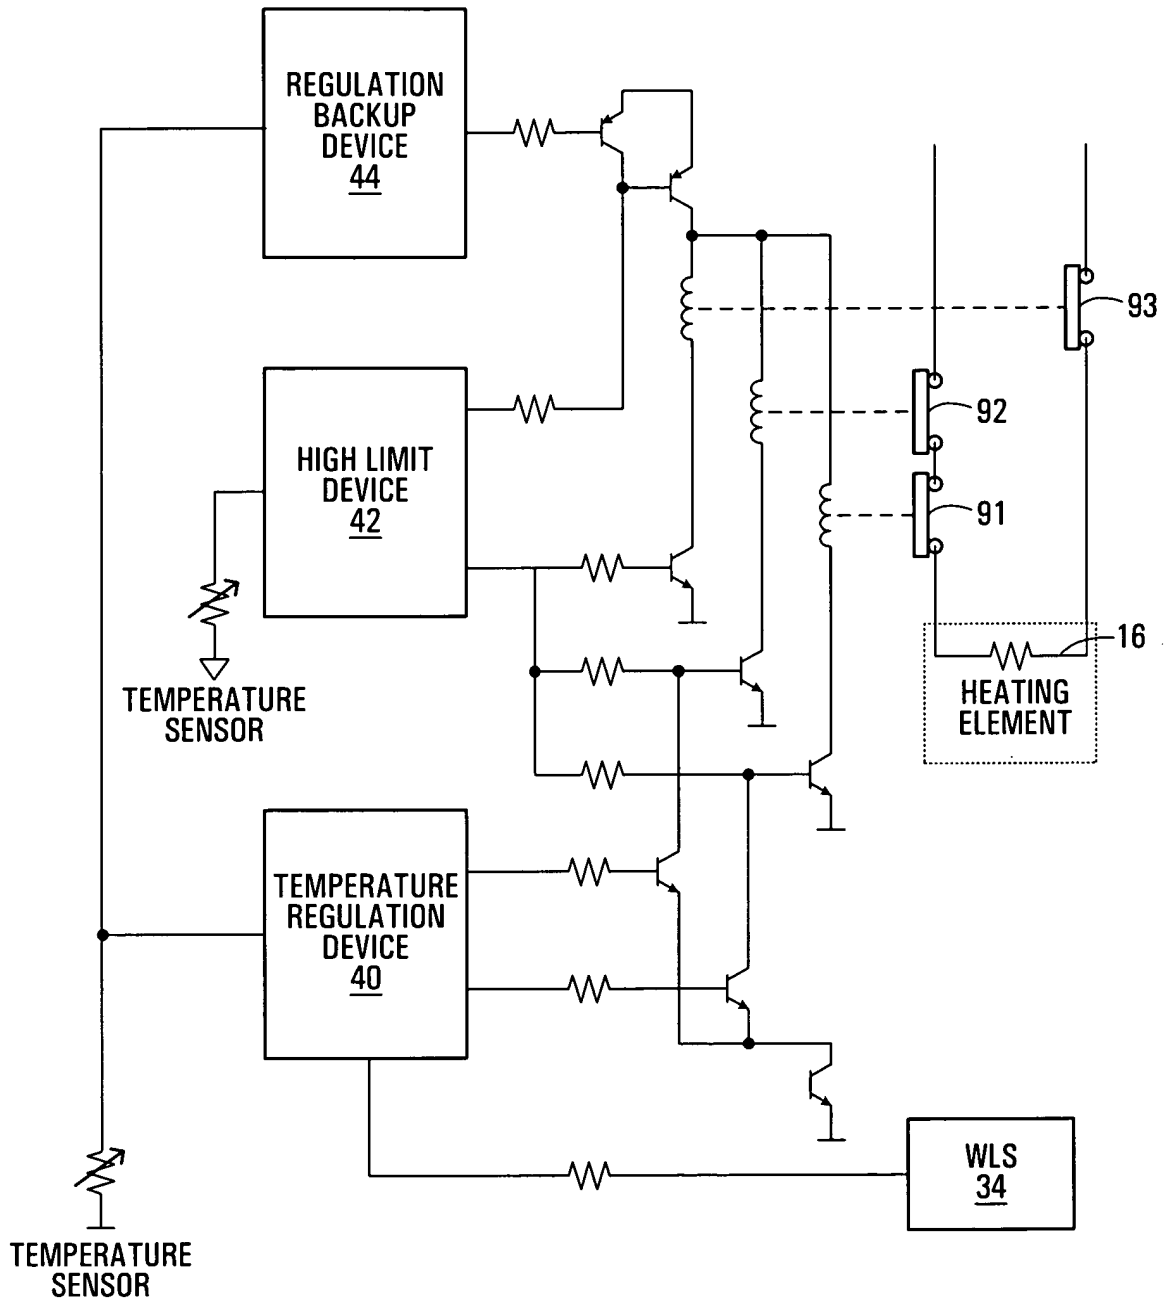 REGULATION
BACKUP
DEVICE
44
93
92
HIGH LIMIT
DEVICE
42
91
16
TEMPERATURE
SENSOR
HEATING
ELEMENT
TEMPERATURE
REGULATION
DEVICE
40
WLS
34
TEMPERATURE
SENSOR